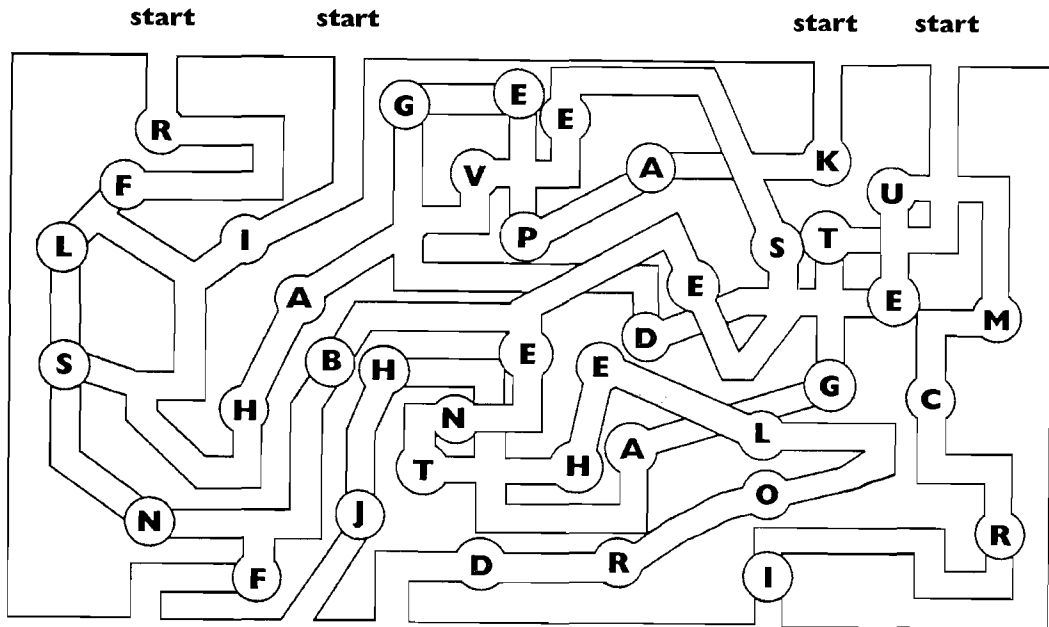 start start start start
R G E E
F V A K U
L I P S T
A E D E M
S B H E E G C
H N A L
T H O
N J R
F D R I